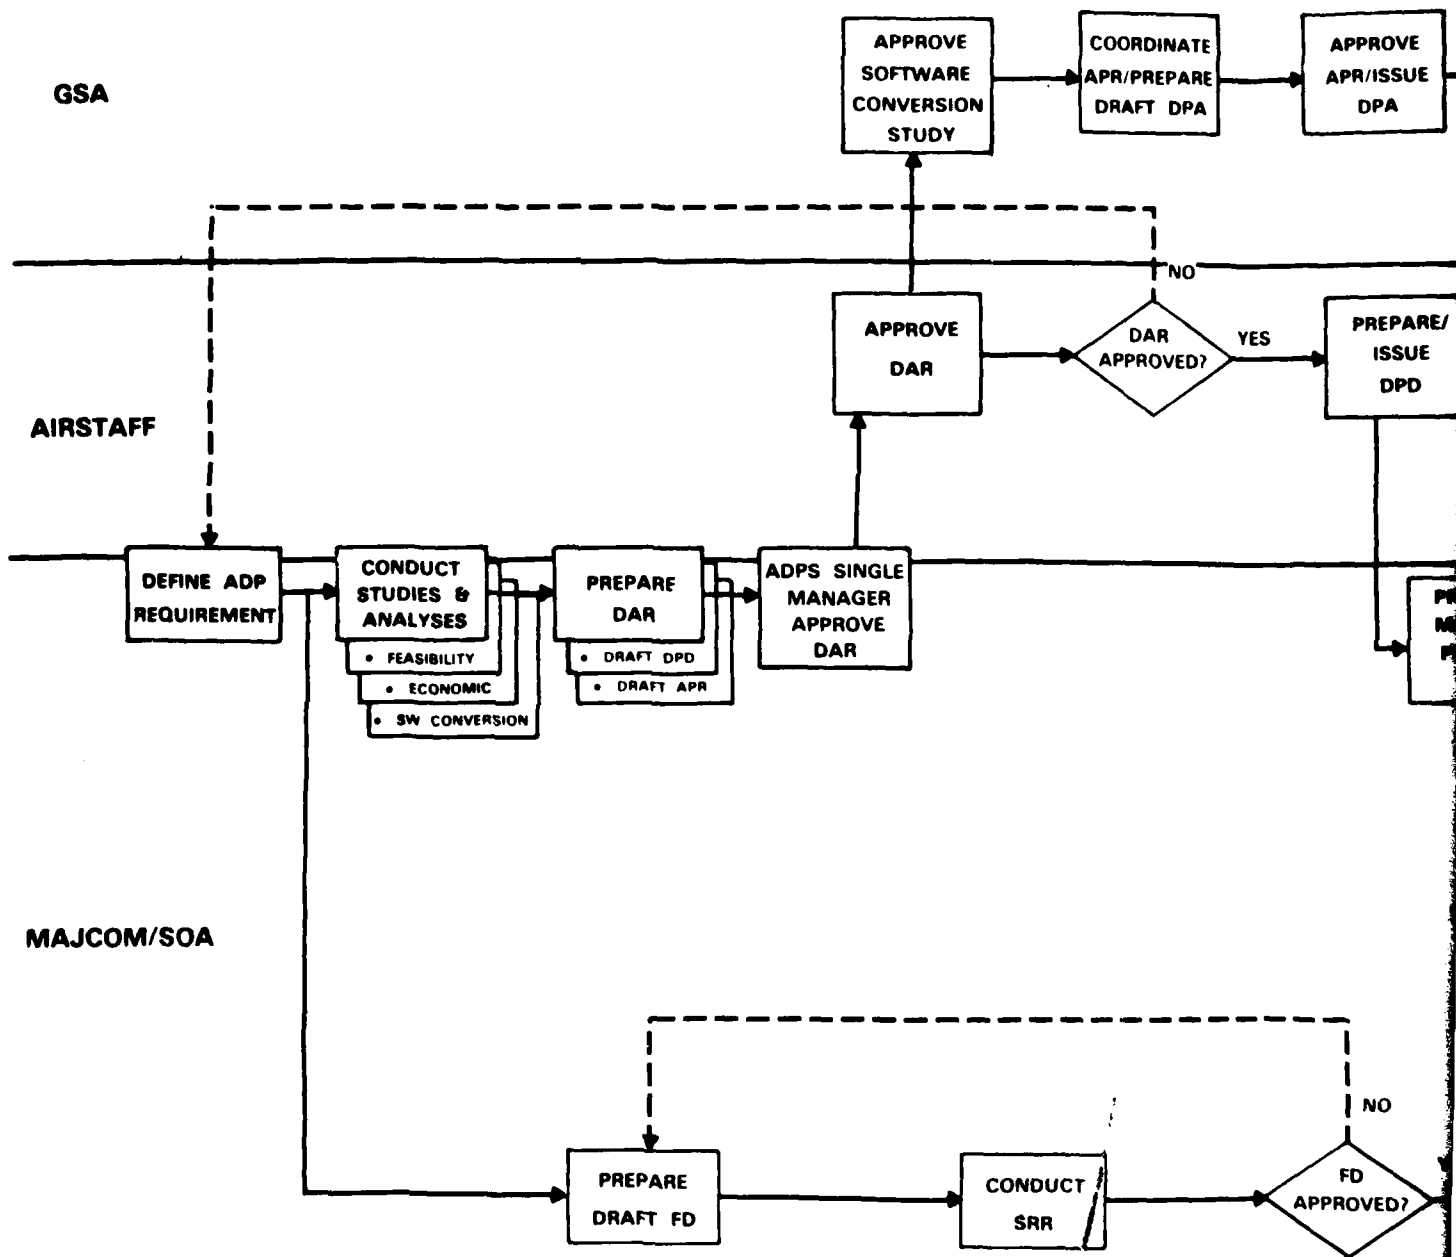 GSA
APPROVE
SOFTWARE
CONVERSION
STUDY
COORDINATE
APR/PREPARE
DRAFT DPA
APPROVE
APR/ISSUE
DPA
NO
AIRSTAFF
APPROVE
DAR
DAR
APPROVED?
YES
PREPARE/
ISSUE
DPD
DEFINE ADP
REQUIREMENT
CONDUCT
STUDIES &
ANALYSES
• FEASIBILITY
• ECONOMIC
• SW CONVERSION
PREPARE
DAR
• DRAFT DPD
• DRAFT APR
ADPS SINGLE
MANAGER
APPROVE
DAR
MAJCOM/SOA
NO
PREPARE
DRAFT FD
CONDUCT
SRR
FD
APPROVED?